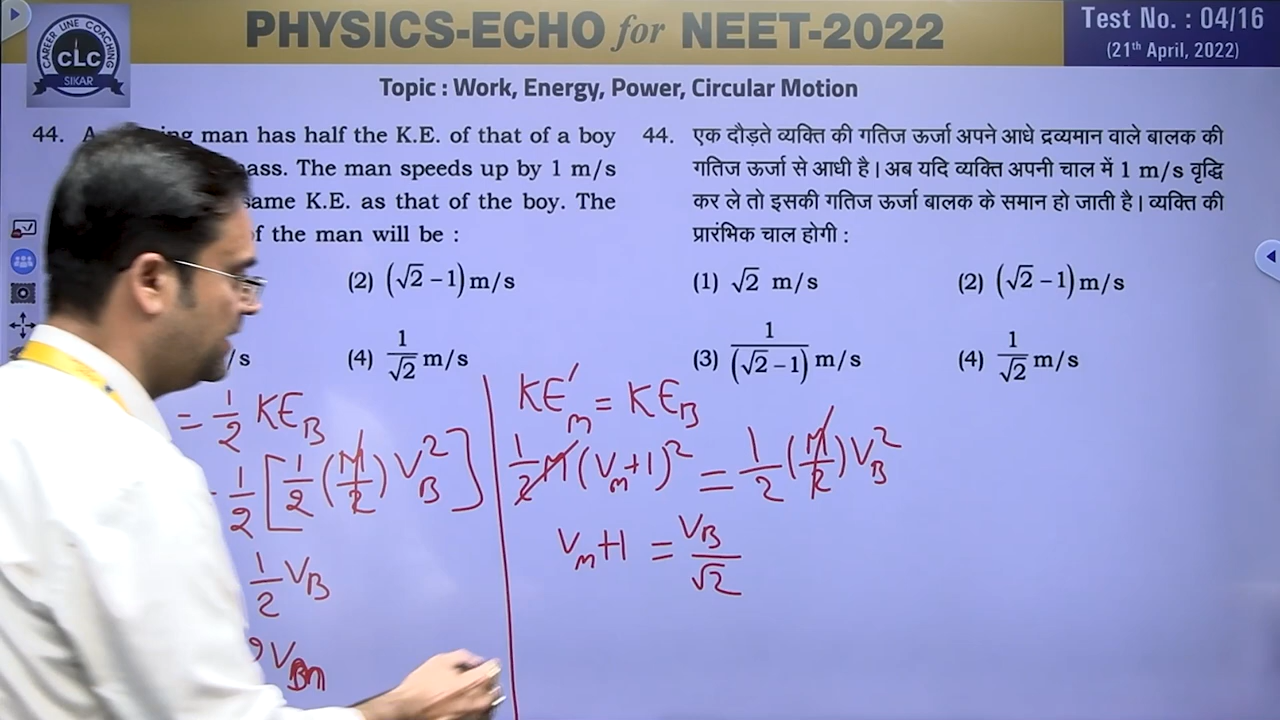 PHYSICS-ECHO for NEET-2022
Test No. : 04/16
(21th April, 2022)
CAREER LINE COACHING
CLC
SIKAR
Topic : Work, Energy, Power, Circular Motion
44. man has half the K.E. of that of a boy
The man speeds up by 1 m/s
K.E. as that of the boy. The
of the man will be :
(2) (√2 – 1) m/s
/s
(4) 1/√2 m/s
44. एक दौड़ते व्यक्ति की गतिज ऊर्जा अपने आधे द्रव्यमान वाले बालक की
गतिज ऊर्जा से आधी है। अब यदि व्यक्ति अपनी चाल में 1 m/s वृद्धि
कर ले तो इसकी गतिज ऊर्जा बालक के समान हो जाती है। व्यक्ति की
प्रारंभिक चाल होगी :
(1) √2 m/s
(2) (√2 – 1) m/s
(3) 1/(√2 – 1) m/s
(4) 1/√2 m/s
= 1/2 KE_B
1/2 [1/2 (M/2) V_B^2]
1/2 V_B
KE'_m = KE_B
1/2 M (V_m+1)^2 = 1/2 (M/2) V_B^2
V_m+1 = V_B/√2